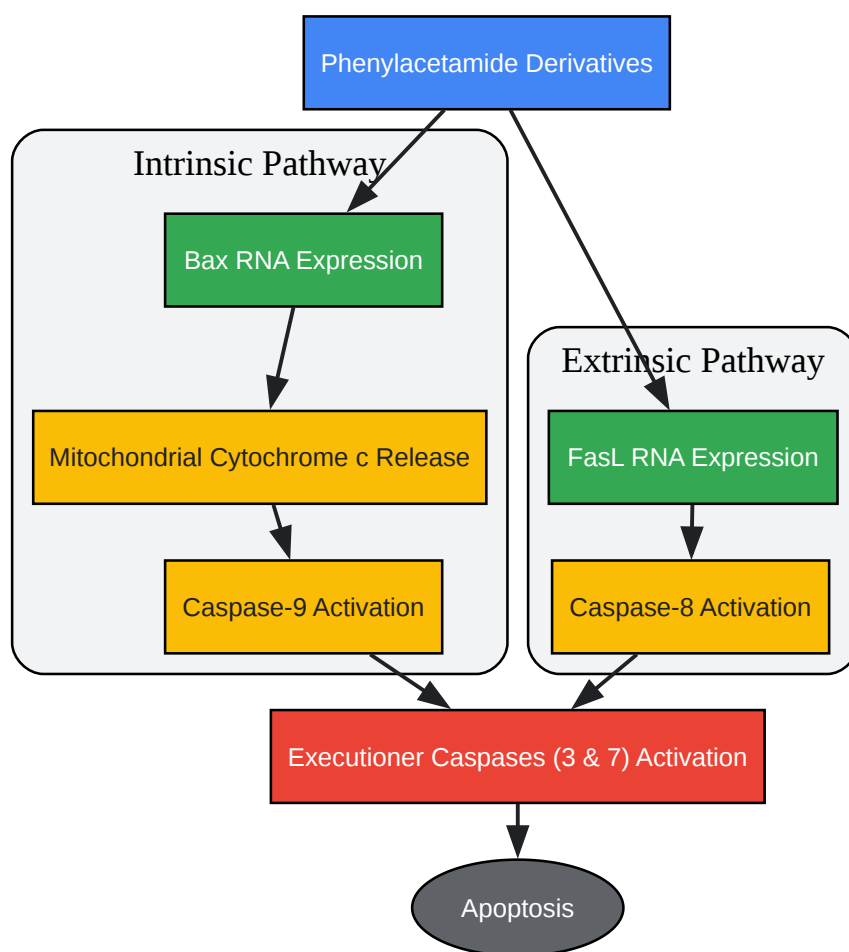 Phenylacetamide Derivatives
Intrinsic Pathway
Bax RNA Expression
Extrinsic Pathway
Mitochondrial Cytochrome c Release
FasL RNA Expression
Caspase-9 Activation
Caspase-8 Activation
Executioner Caspases (3 & 7) Activation
Apoptosis